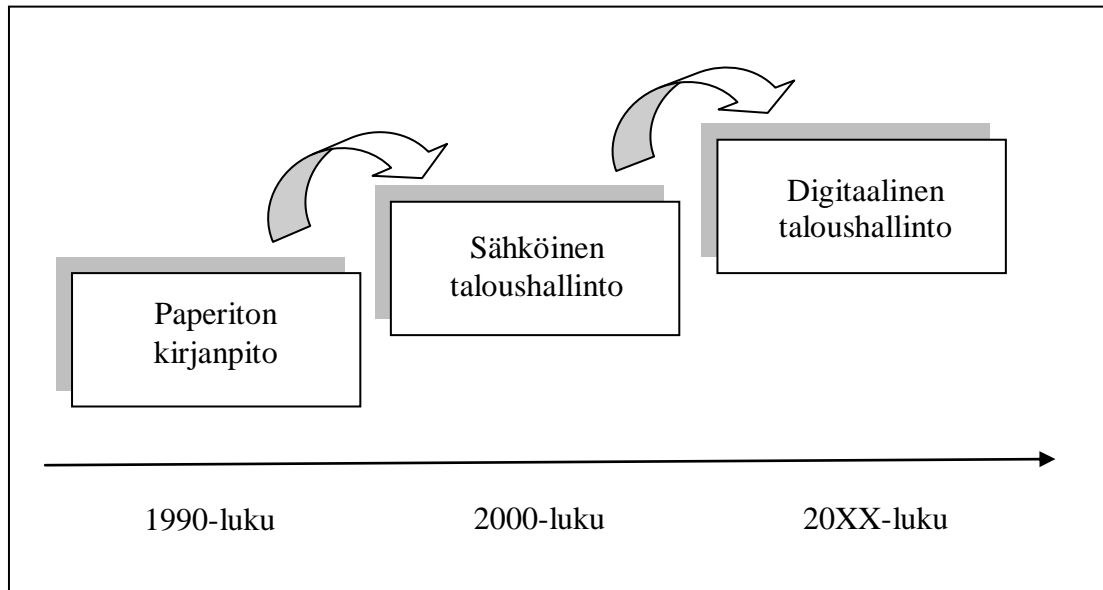 Paperiton
kirjanpito
Sähköinen
taloushallinto
Digitaalinen
taloushallinto
1990-luku
2000-luku
20XX-luku